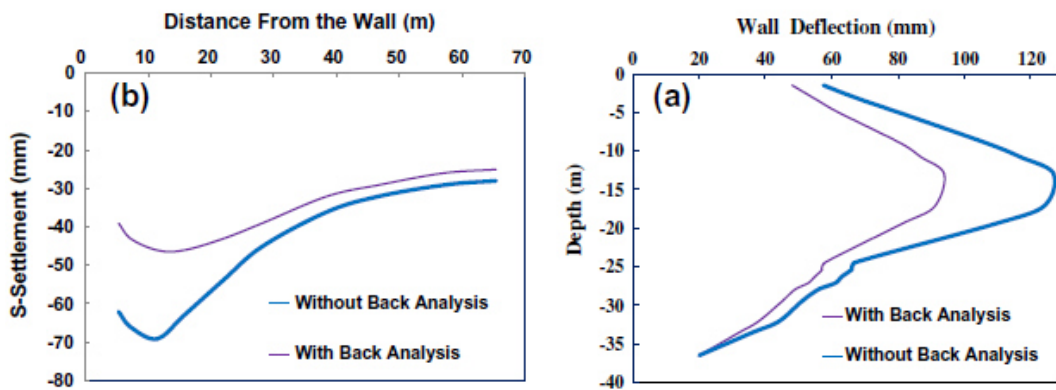 Distance From the Wall (m)
0 10 20 30 40 50 60 70
0
-10
-20
-30
-40
-50
-60
-70
-80
S-Settlement (mm)
(b)
Without Back Analysis
With Back Analysis
Wall Deflection (mm)
0 20 40 60 80 100 120
0
-5
-10
-15
-20
-25
-30
-35
-40
Depth (m)
(a)
With Back Analysis
Without Back Analysis